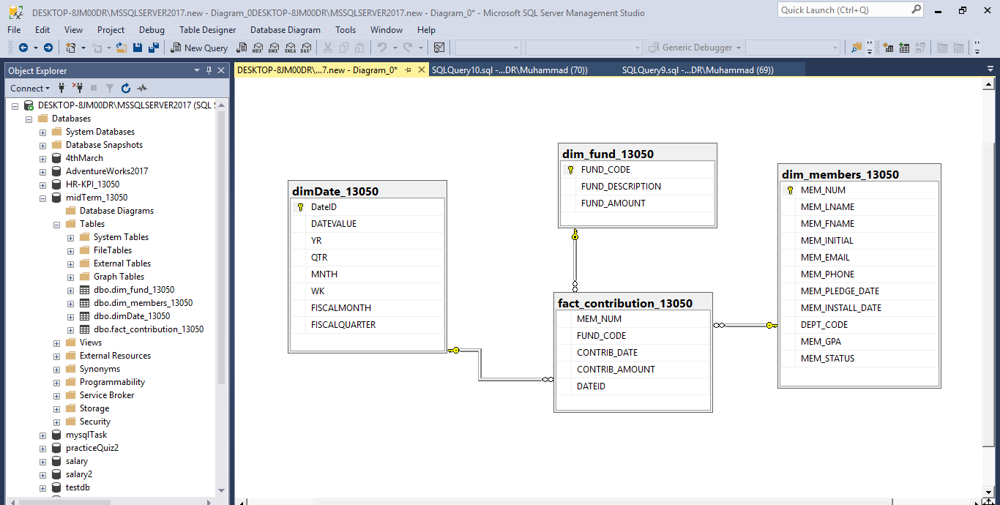 DESKTOP-8JM00DR\MSSQLSERVER2017.new - Diagram_0DESKTOP-8JM00DR\MSSQLSERVER2017.new - Diagram_0* - Microsoft SQL Server Management Studio
Quick Launch (Ctrl+Q)
File Edit View Project Debug Table Designer Database Diagram Tools Window Help
New Query MDX DMX XMLA DAX Generic Debugger
Object Explorer
DESKTOP-8JM00DR\...7.new - Diagram_0* SQLQuery10.sql -...DR\Muhammad (70)) SQLQuery9.sql -...DR\Muhammad (69))
Connect
DESKTOP-8JM00DR\MSSQLSERVER2017 (SQL
Databases
System Databases
Database Snapshots
4thMarch
AdventureWorks2017
HR-KPI_13050
midTerm_13050
Database Diagrams
Tables
System Tables
FileTables
External Tables
Graph Tables
dbo.dim_fund_13050
dbo.dim_members_13050
dbo.dimDate_13050
dbo.fact_contribution_13050
Views
External Resources
Synonyms
Programmability
Service Broker
Storage
Security
mysqlTask
practiceQuiz2
salary
salary2
testdb
dimDate_13050
DateID
DATEVALUE
YR
QTR
MNTH
WK
FISCALMONTH
FISCALQUARTER
dim_fund_13050
FUND_CODE
FUND_DESCRIPTION
FUND_AMOUNT
fact_contribution_13050
MEM_NUM
FUND_CODE
CONTRIB_DATE
CONTRIB_AMOUNT
DATEID
dim_members_13050
MEM_NUM
MEM_LNAME
MEM_FNAME
MEM_INITIAL
MEM_EMAIL
MEM_PHONE
MEM_PLEDGE_DATE
MEM_INSTALL_DATE
DEPT_CODE
MEM_GPA
MEM_STATUS